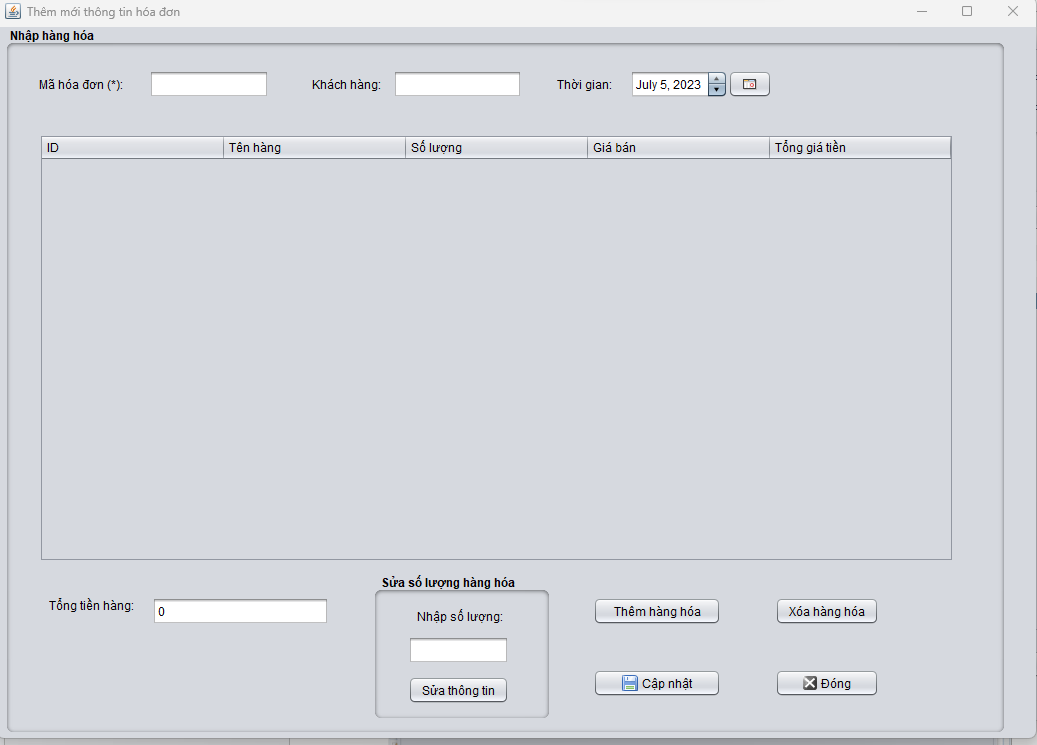 Thêm mới thông tin hóa đơn
Nhập hàng hóa
Mã hóa đơn (*): Khách hàng: Thời gian: July 5, 2023
ID Tên hàng Số lượng Giá bán Tổng giá tiền
Sửa số lượng hàng hóa
Tổng tiền hàng: 0
Nhập số lượng:
Thêm hàng hóa Xóa hàng hóa
Sửa thông tin Cập nhật Đóng